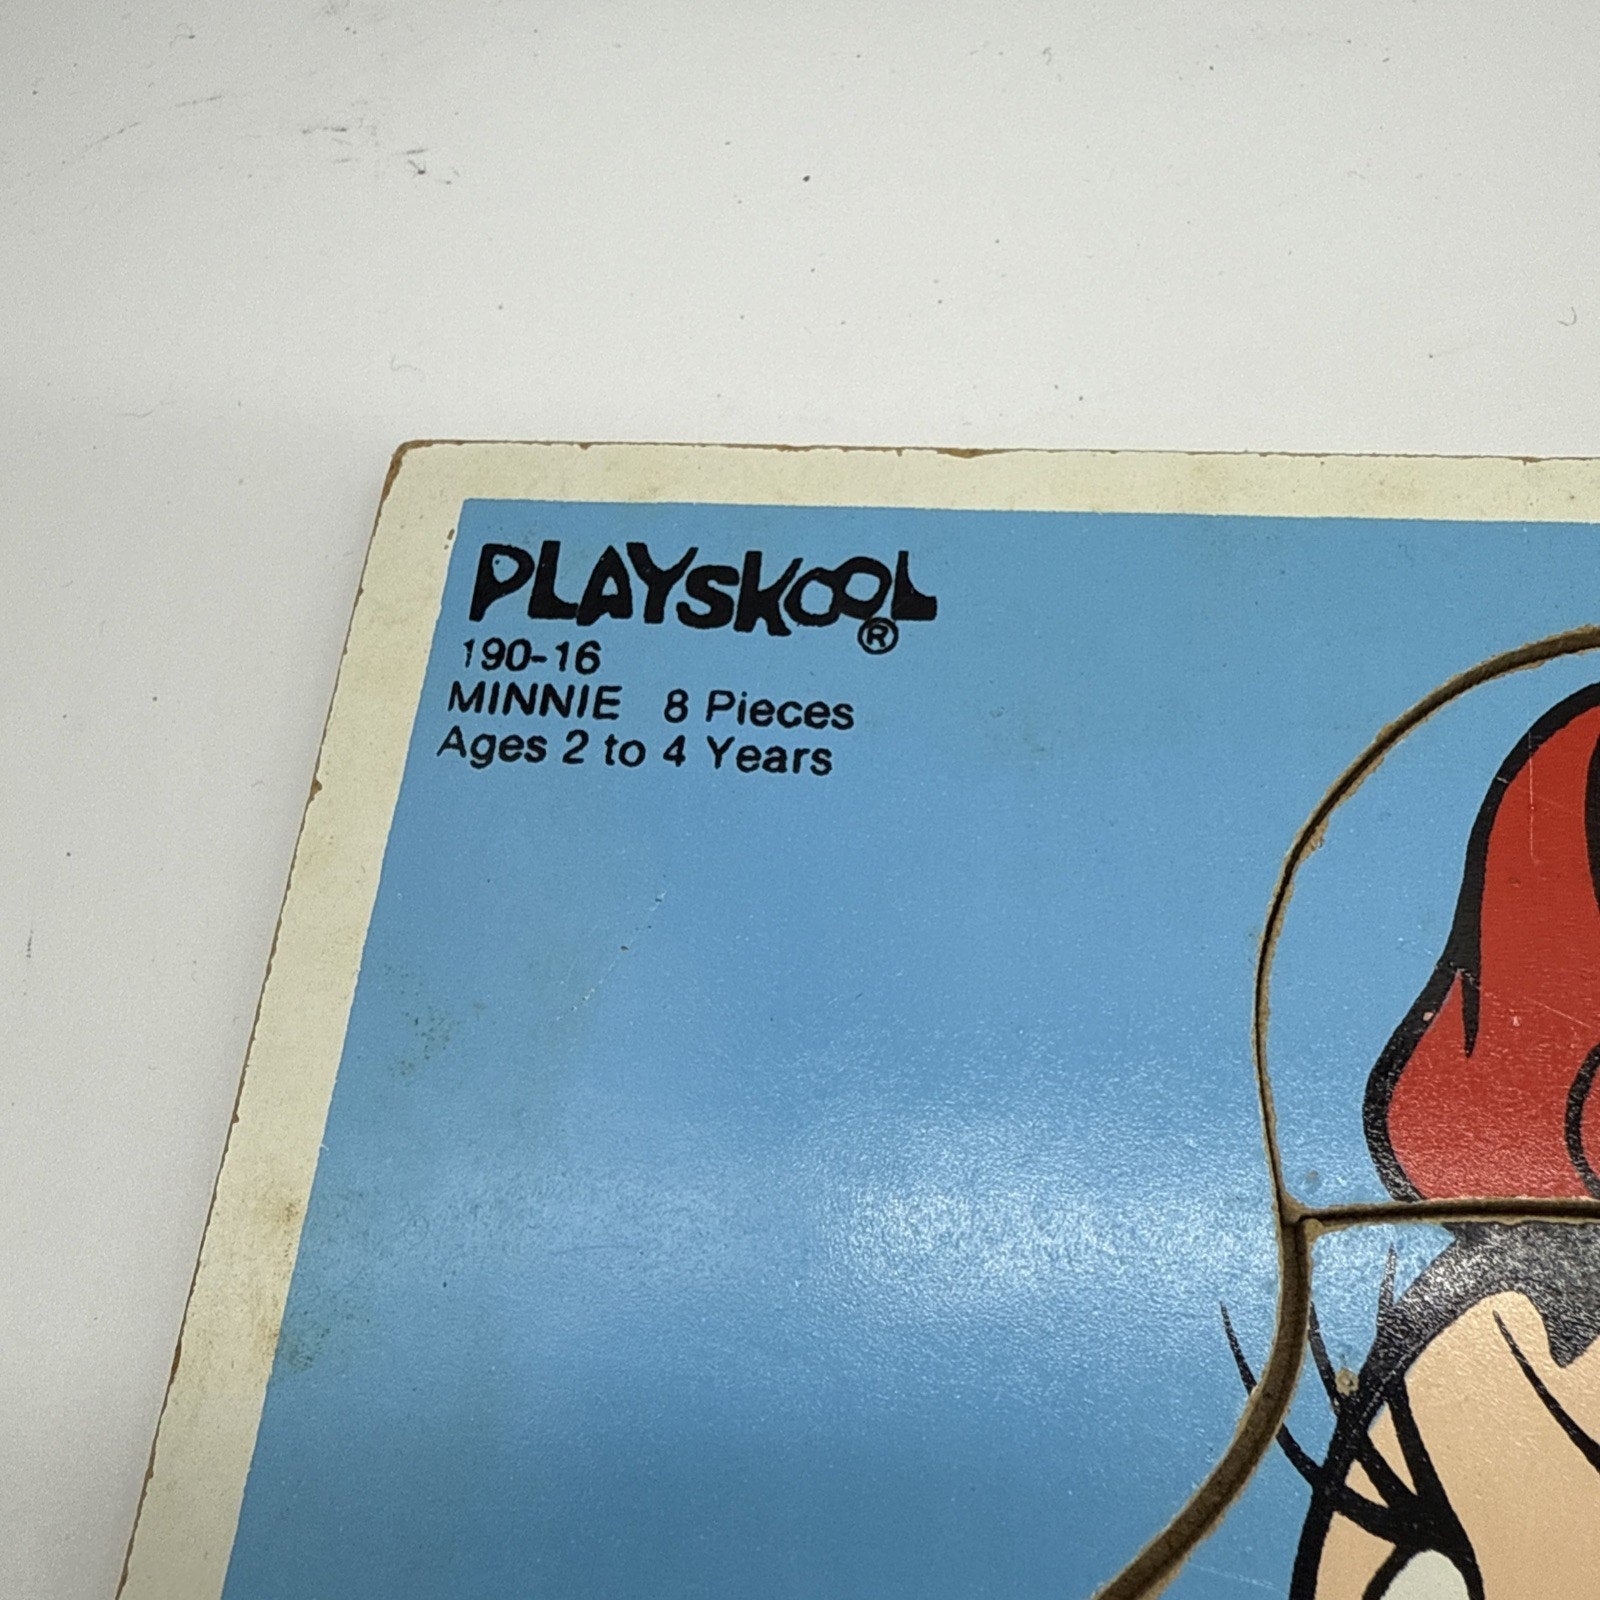 PLAYSKOOL®
190-16
MINNIE 8 Pieces
Ages 2 to 4 Years